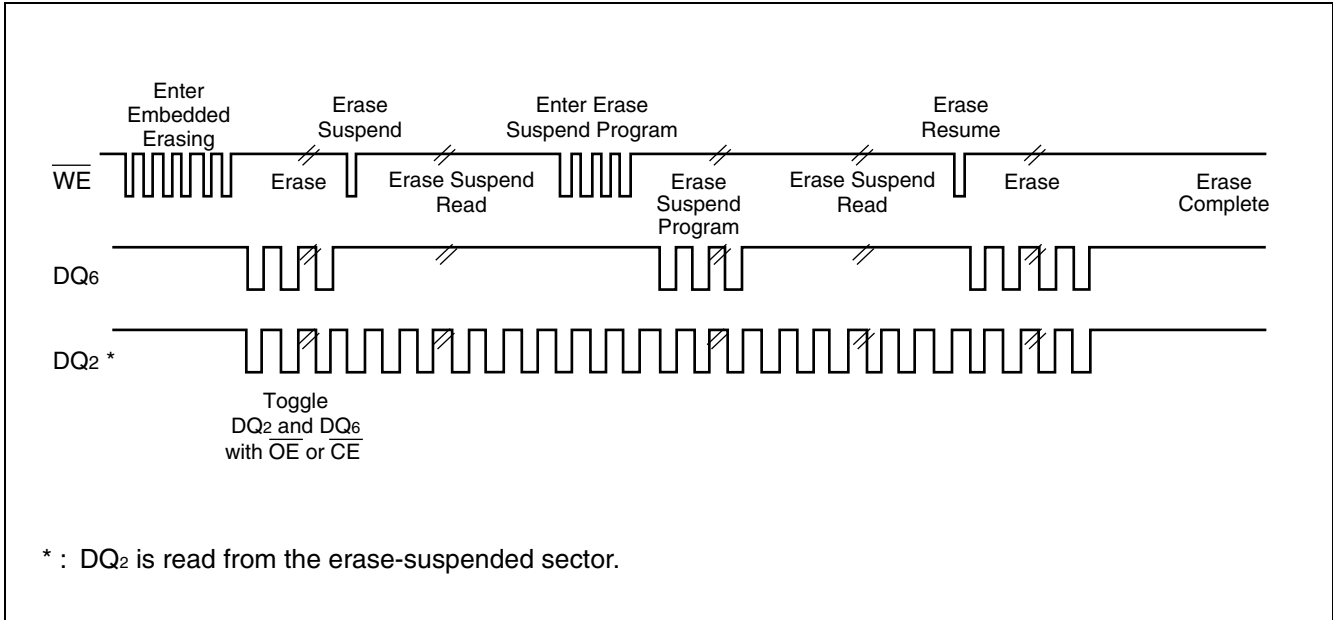 Enter
Embedded
Erasing
Erase
Suspend
Enter Erase
Suspend Program
Erase
Resume
WE
Erase
Erase Suspend
Read
Erase
Suspend
Program
Erase Suspend
Read
Erase
Erase
Complete
DQ6
DQ2 *
Toggle
DQ2 and DQ6
with OE or CE
* : DQ2 is read from the erase-suspended sector.